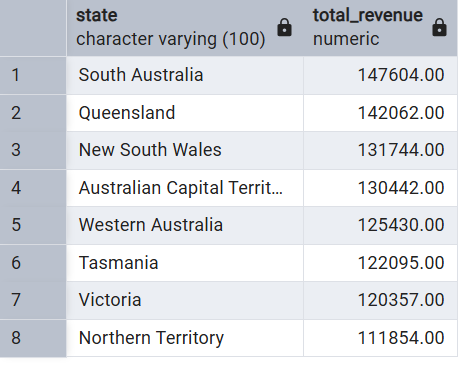 state total_revenue
character varying (100) numeric
1 South Australia 147604.00
2 Queensland 142062.00
3 New South Wales 131744.00
4 Australian Capital Territ... 130442.00
5 Western Australia 125430.00
6 Tasmania 122095.00
7 Victoria 120357.00
8 Northern Territory 111854.00